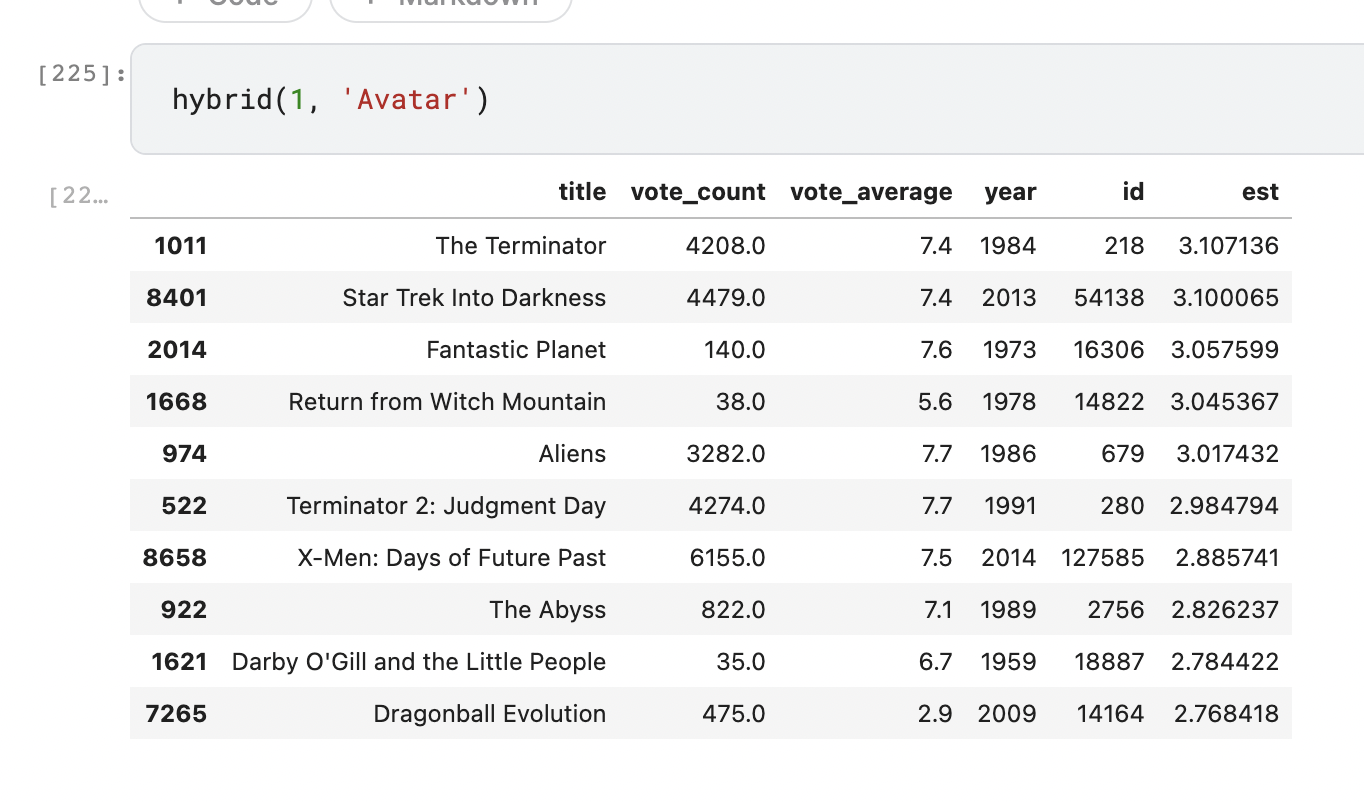 + Code + Markdown
[225]: hybrid(1, 'Avatar')
[22…
title vote_count vote_average year id est
1011 The Terminator 4208.0 7.4 1984 218 3.107136
8401 Star Trek Into Darkness 4479.0 7.4 2013 54138 3.100065
2014 Fantastic Planet 140.0 7.6 1973 16306 3.057599
1668 Return from Witch Mountain 38.0 5.6 1978 14822 3.045367
974 Aliens 3282.0 7.7 1986 679 3.017432
522 Terminator 2: Judgment Day 4274.0 7.7 1991 280 2.984794
8658 X-Men: Days of Future Past 6155.0 7.5 2014 127585 2.885741
922 The Abyss 822.0 7.1 1989 2756 2.826237
1621 Darby O'Gill and the Little People 35.0 6.7 1959 18887 2.784422
7265 Dragonball Evolution 475.0 2.9 2009 14164 2.768418